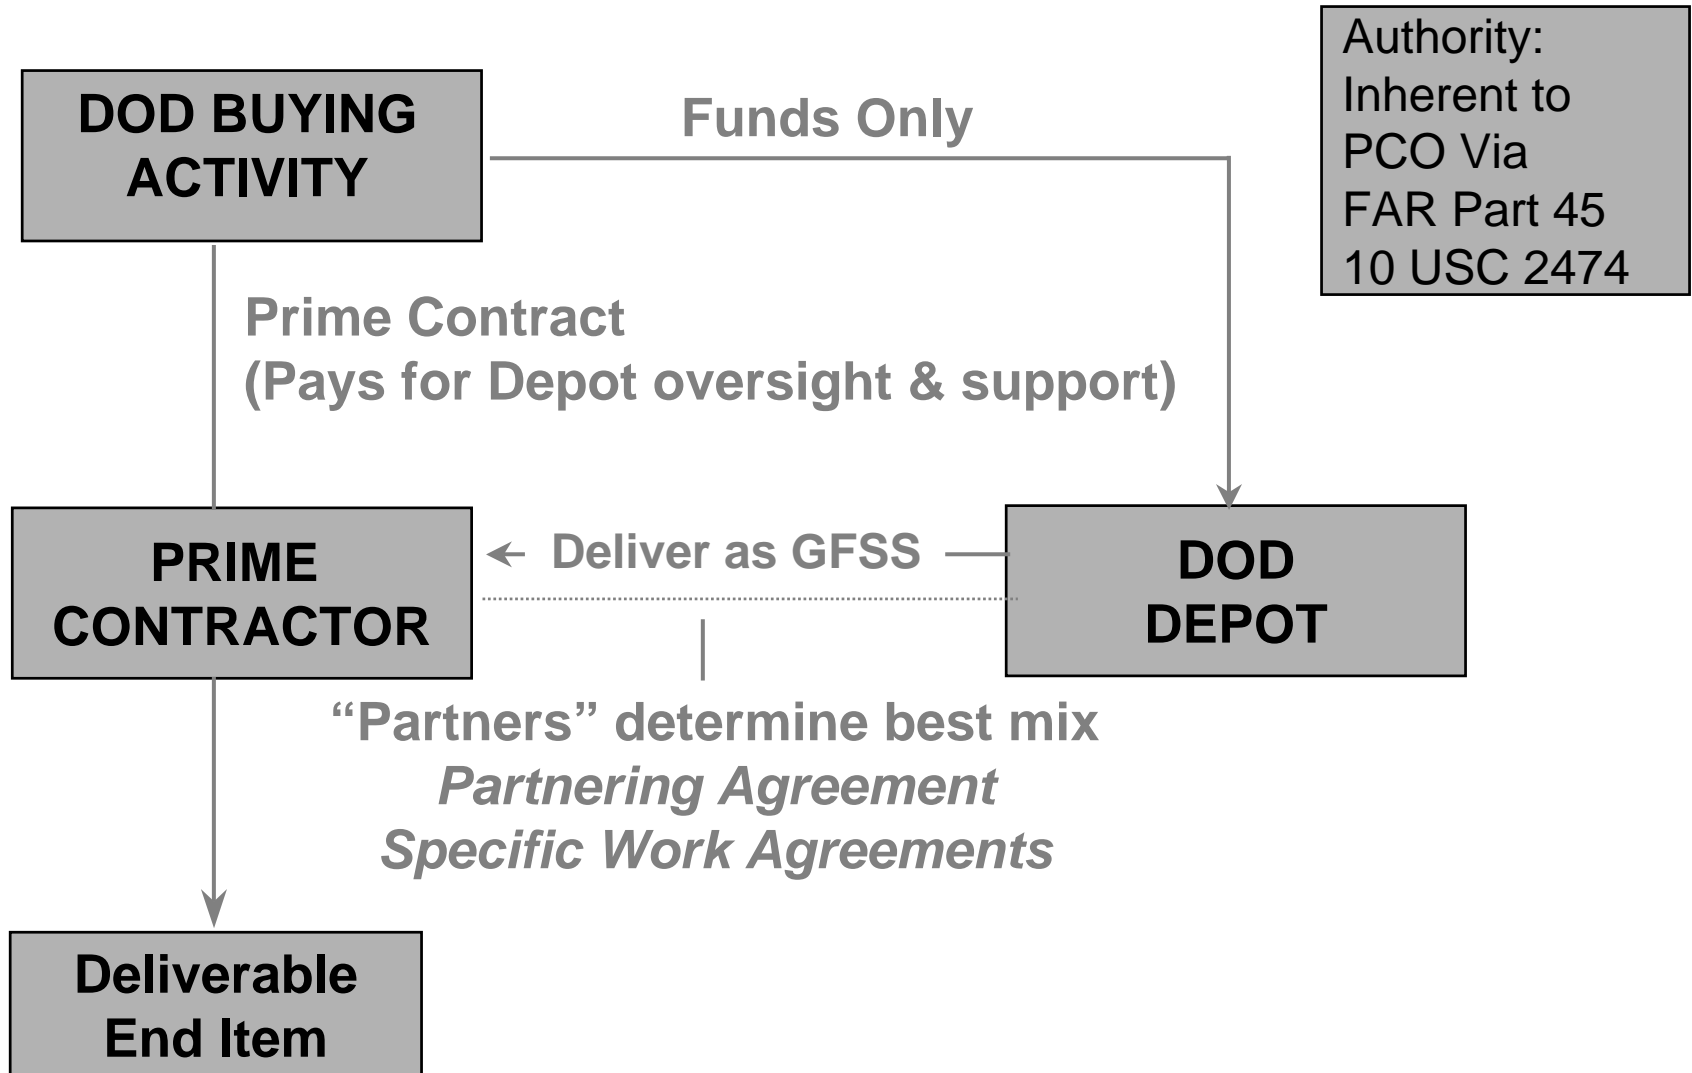 DOD BUYING
ACTIVITY
Funds Only
Authority:
Inherent to
PCO Via
FAR Part 45
10 USC 2474
Prime Contract
(Pays for Depot oversight & support)
PRIME
CONTRACTOR
Deliver as GFSS
DOD
DEPOT
“Partners” determine best mix
Partnering Agreement
Specific Work Agreements
Deliverable
End Item